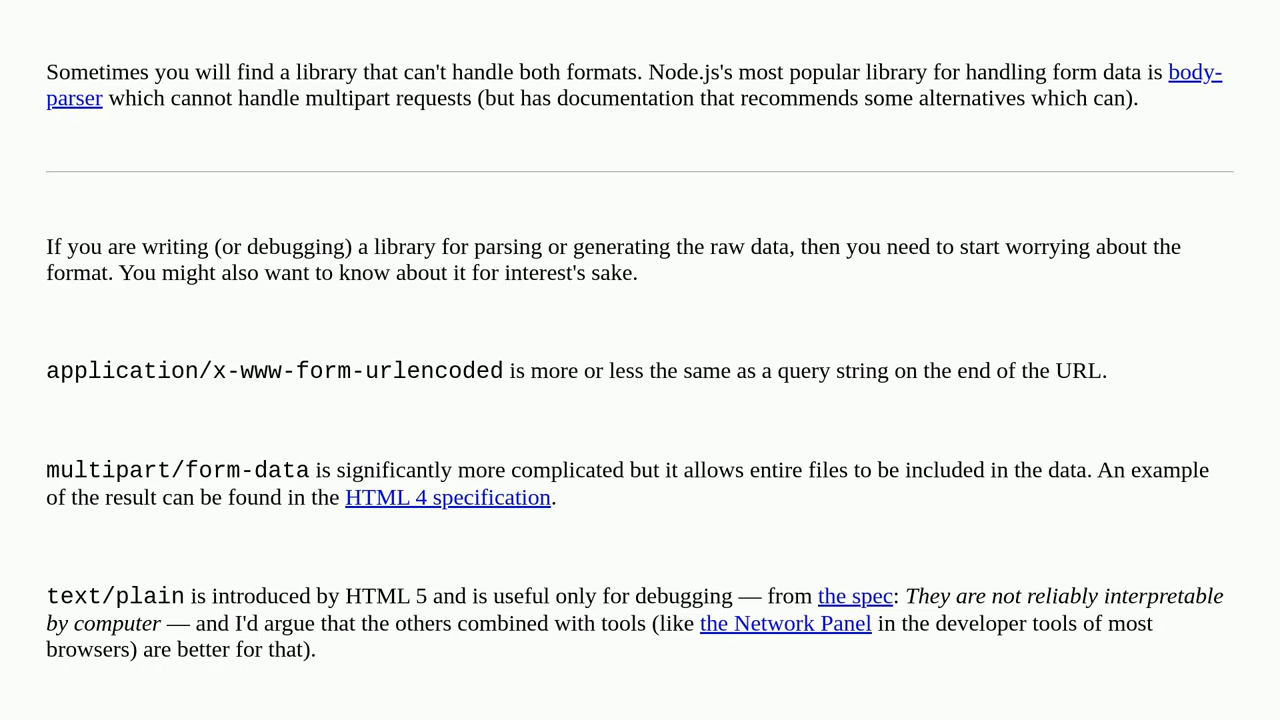 Sometimes you will find a library that can't handle both formats. Node.js's most popular library for handling form data is body-
parser which cannot handle multipart requests (but has documentation that recommends some alternatives which can).
If you are writing (or debugging) a library for parsing or generating the raw data, then you need to start worrying about the
format. You might also want to know about it for interest's sake.
application/x-www-form-urlencoded is more or less the same as a query string on the end of the URL.
multipart/form-data is significantly more complicated but it allows entire files to be included in the data. An example
of the result can be found in the HTML 4 specification.
text/plain is introduced by HTML 5 and is useful only for debugging — from the spec: They are not reliably interpretable
by computer — and I'd argue that the others combined with tools (like the Network Panel in the developer tools of most
browsers) are better for that).